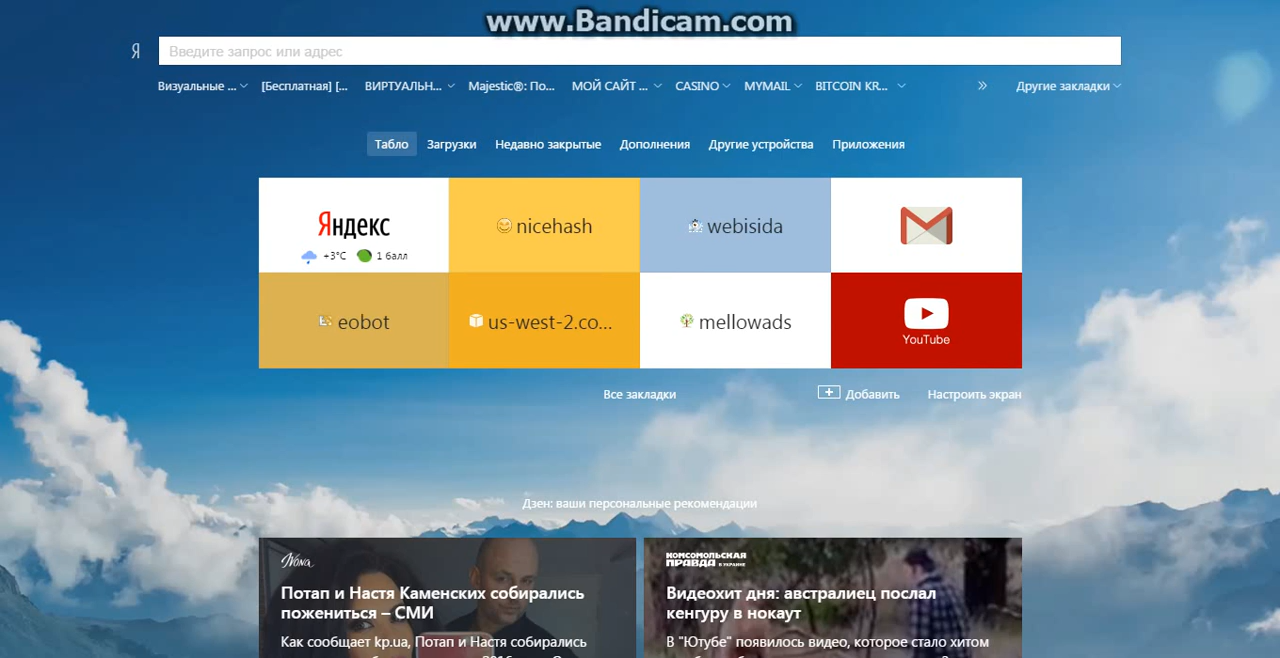 www.Bandicam.com
Я
Введите запрос или адрес
Визуальные ... [Бесплатная] [... ВИРТУАЛЬН... Majestic®: По... МОЙ САЙТ ... CASINO MYMAIL BITCOIN KR... » Другие закладки
Табло Загрузки Недавно закрытые Дополнения Другие устройства Приложения
Яндекс
+3°C 1 балл
nicehash
webisida
eobot
us-west-2.co...
mellowads
YouTube
Все закладки Добавить Настроить экран
Дзен: ваши персональные рекомендации
Nona
Потап и Настя Каменских собирались
пожениться – СМИ
Как сообщает kp.ua, Потап и Настя собирались
КОМСОМОЛЬСКАЯ
ПРАВДА В УКРАИНЕ
Видеохит дня: австралиец послал
кенгуру в нокаут
В "Ютубе" появилось видео, которое стало хитом